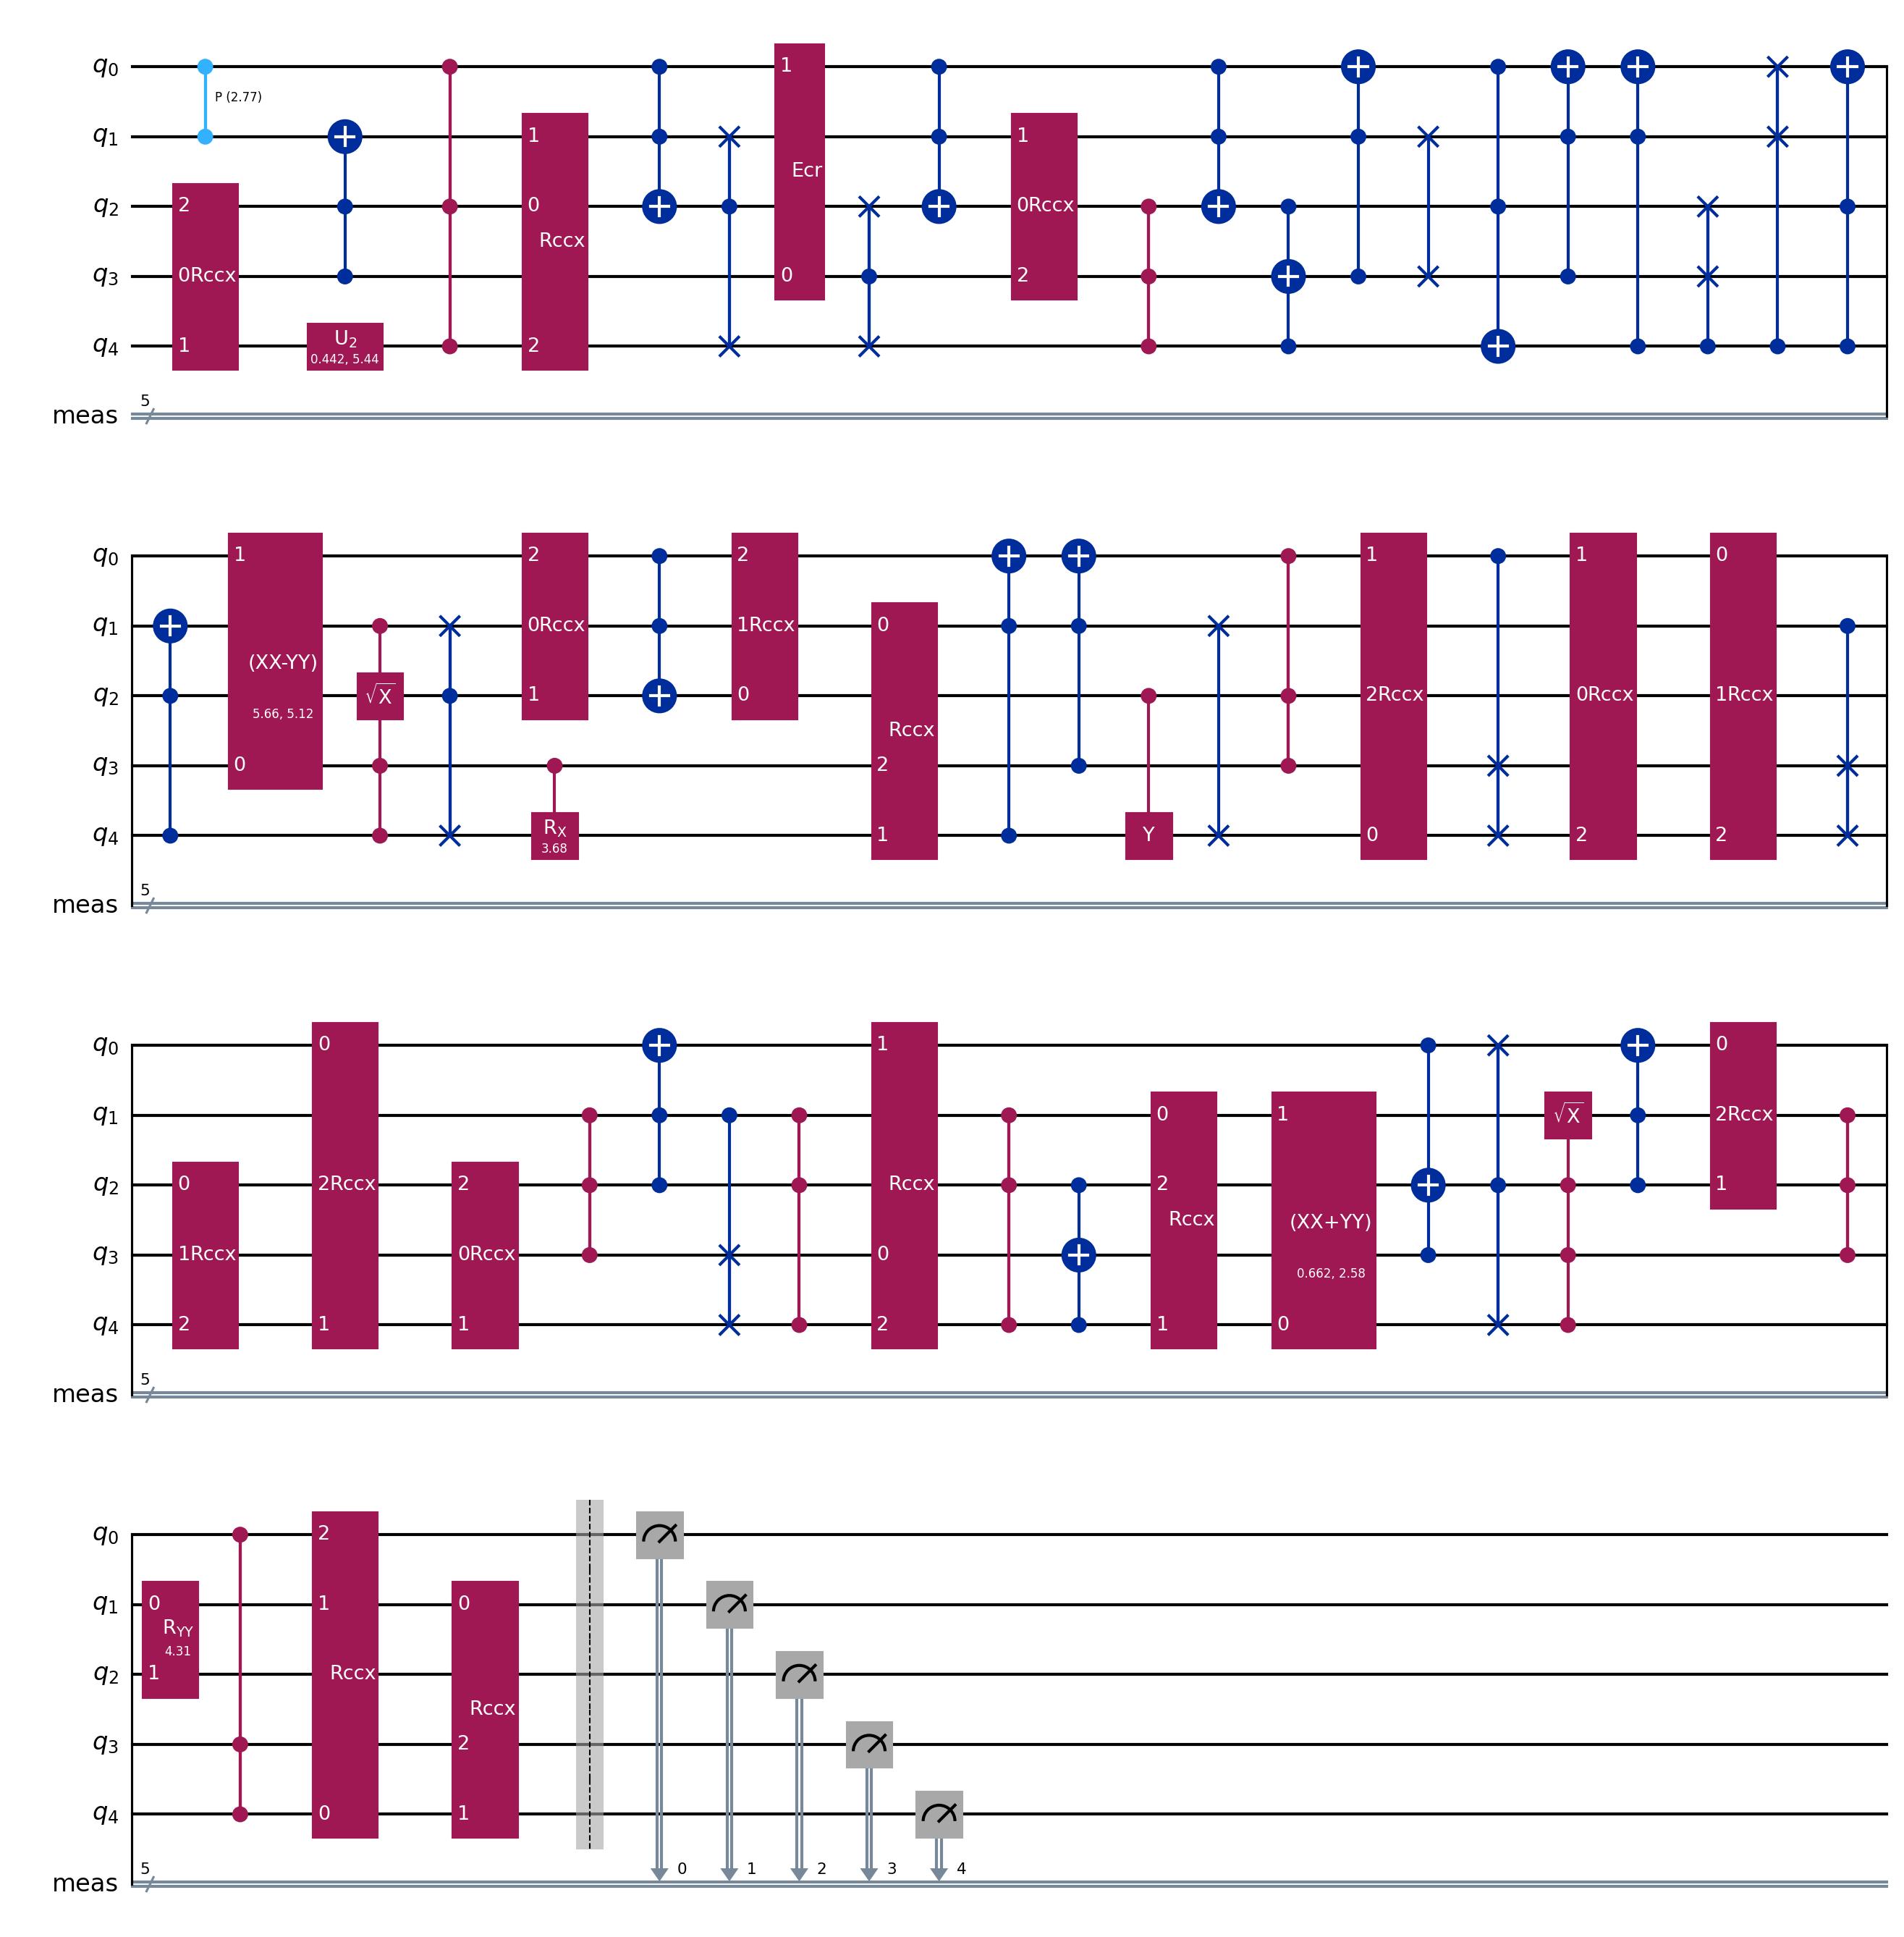 q0
1
P (2.77)
q1
1
Ecr
1
q2
2
0
0Rccx
q3
0Rccx
Rccx
0
2
q4
1
U2
0.442, 5.44
2
5
meas
q0
1
2
2
1
1
0
q1
0Rccx
1Rccx
0
(XX-YY)
q2
√X
1
0
2Rccx
0Rccx
1Rccx
5.66, 5.12
Rccx
q3
0
2
q4
RX
3.68
1
Y
0
2
2
5
meas
q0
0
1
0
q1
0
1
√X
2Rccx
q2
0
2Rccx
2
Rccx
2
1
Rccx
(XX+YY)
q3
1Rccx
0Rccx
0
0.662, 2.58
q4
2
1
1
2
1
0
5
meas
q0
2
q1
0
1
0
RYY
4.31
q2
1
Rccx
Rccx
q3
2
q4
0
1
5
0
1
2
3
4
meas